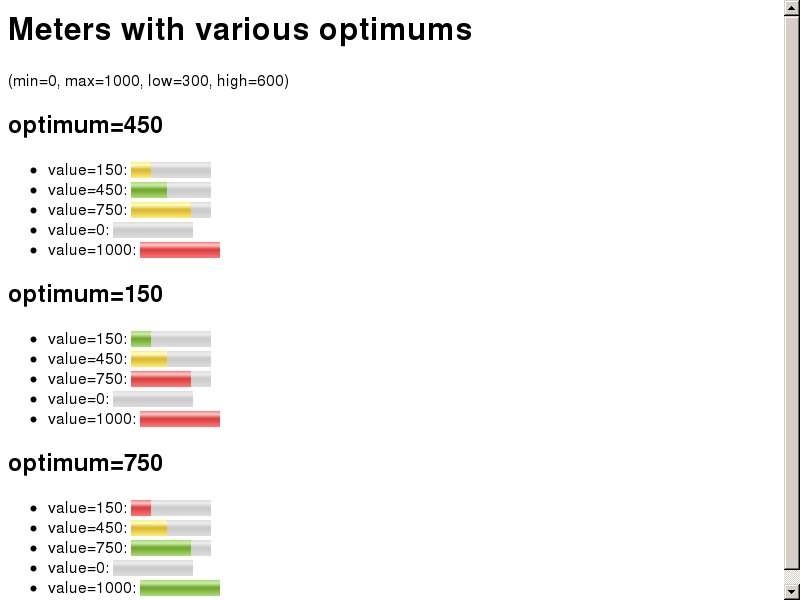 Meters with various optimums
(min=0, max=1000, low=300, high=600)
optimum=450
• value=150:
• value=450:
• value=750:
• value=0:
• value=1000:
optimum=150
• value=150:
• value=450:
• value=750:
• value=0:
• value=1000:
optimum=750
• value=150:
• value=450:
• value=750:
• value=0:
• value=1000: